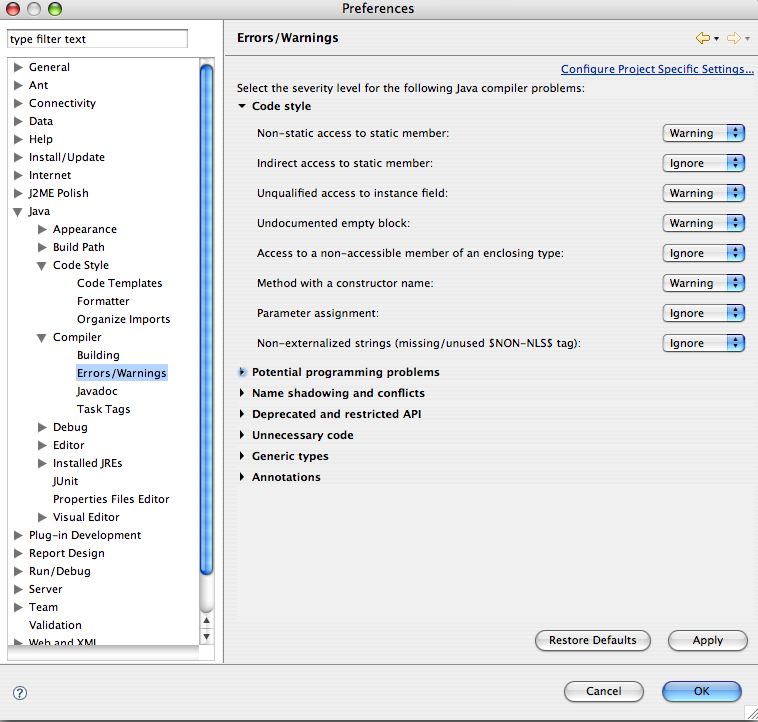 Preferences
type filter text
General
Ant
Connectivity
Data
Help
Install/Update
Internet
J2ME Polish
Java
Appearance
Build Path
Code Style
Code Templates
Formatter
Organize Imports
Compiler
Building
Errors/Warnings
Javadoc
Task Tags
Debug
Editor
Installed JREs
JUnit
Properties Files Editor
Visual Editor
Plug-in Development
Report Design
Run/Debug
Server
Team
Validation
Web and XML
Errors/Warnings
Configure Project Specific Settings...
Select the severity level for the following Java compiler problems:
Code style
Non-static access to static member: Warning
Indirect access to static member: Ignore
Unqualified access to instance field: Warning
Undocumented empty block: Warning
Access to a non-accessible member of an enclosing type: Ignore
Method with a constructor name: Warning
Parameter assignment: Ignore
Non-externalized strings (missing/unused $NON-NLS$ tag): Ignore
Potential programming problems
Name shadowing and conflicts
Deprecated and restricted API
Unnecessary code
Generic types
Annotations
Restore Defaults Apply
? Cancel OK